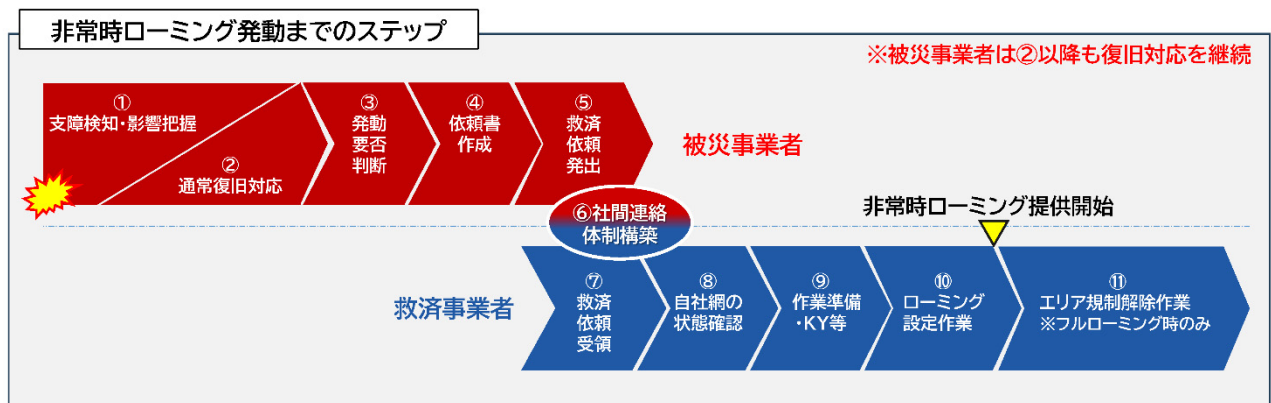 非常時ローミング発動までのステップ
※被災事業者は②以降も復旧対応を継続
①
支障検知・影響把握
②
通常復旧対応
③
発動
要否
判断
④
依頼書
作成
⑤
救済
依頼
発出
被災事業者
⑥社間連絡
体制構築
非常時ローミング提供開始
救済事業者
⑦
救済
依頼
受領
⑧
自社網の
状態確認
⑨
作業準備
・KY等
⑩
ローミング
設定作業
⑪
エリア規制解除作業
※フルローミング時のみ